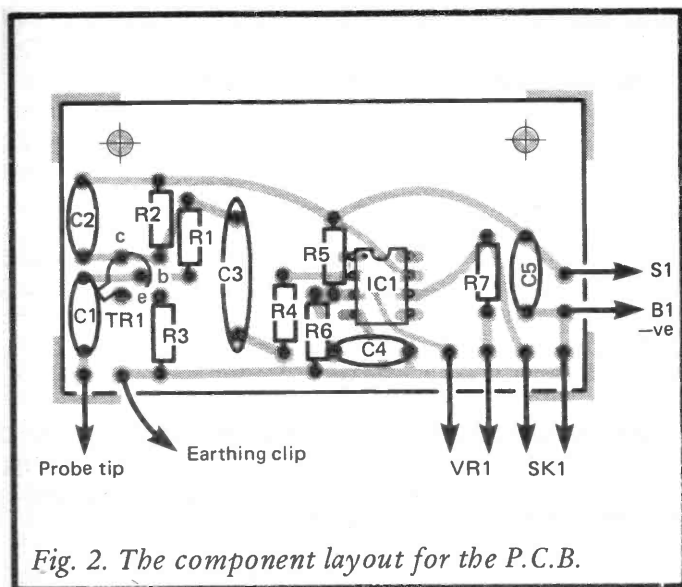 C2
R2
R1
c
b
e
C1
TR1
R3
C3
R5
IC1
R4
R6
C4
R7
C5
S1
B1
—ve
Probe tip
Earthing clip
VR1
SK1
Fig. 2. The component layout for the P.C.B.